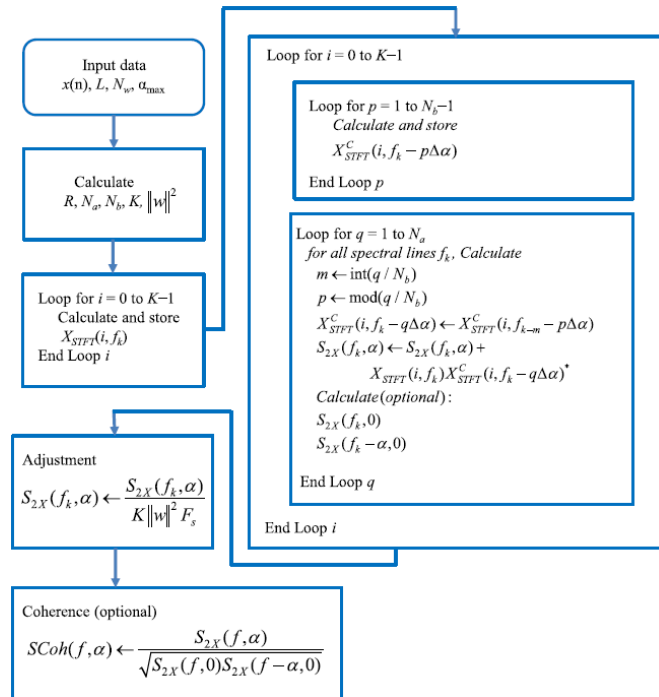 Input data
x(n), L, N_w, α_max
Calculate
R, N_a, N_b, K, ‖w‖²
Loop for i = 0 to K−1
Calculate and store
X_STFT(i, f_k)
End Loop i
Loop for i = 0 to K−1
Loop for p = 1 to N_b−1
Calculate and store
X^C_STFT(i, f_k − pΔα)
End Loop p
Loop for q = 1 to N_a
for all spectral lines f_k, Calculate
m ← int(q / N_b)
p ← mod(q / N_b)
X^C_STFT(i, f_k − qΔα) ← X^C_STFT(i, f_{k−m} − pΔα)
S_2X(f_k, α) ← S_2X(f_k, α) +
X_STFT(i, f_k) X^C_STFT(i, f_k − qΔα)^*
Calculate(optional):
S_2X(f_k, 0)
S_2X(f_k − α, 0)
End Loop q
End Loop i
Adjustment
S_2X(f_k, α) ← S_2X(f_k, α) / K‖w‖² F_s
Coherence (optional)
SCoh(f, α) ← S_2X(f, α) / √S_2X(f, 0)S_2X(f − α, 0)